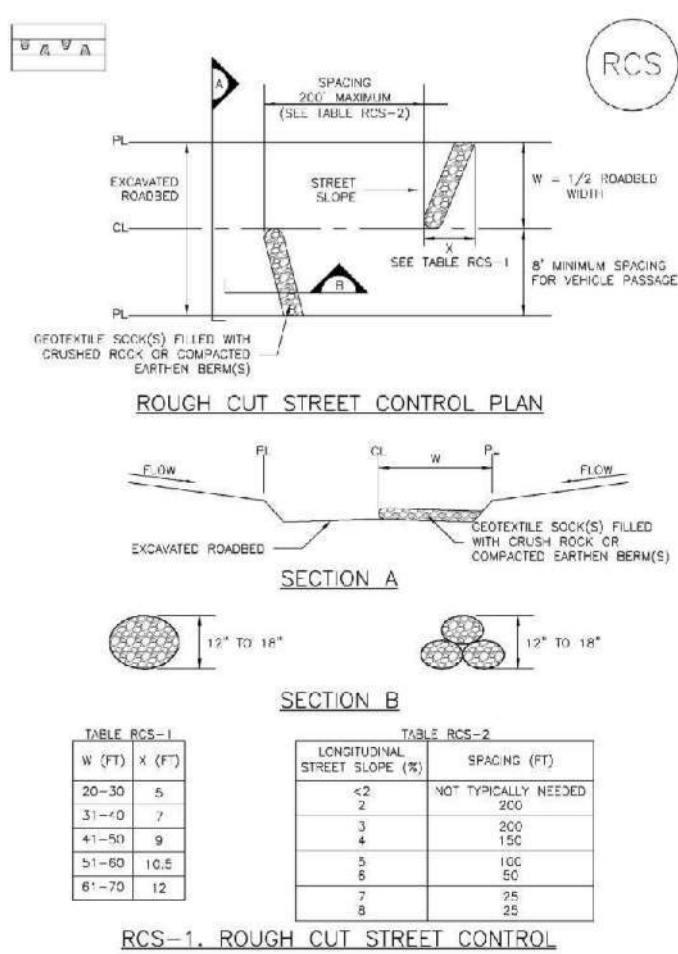 RCS
A
SPACING
200' MAXIMUM
(SEE TABLE RCS-2)
PL
EXCAVATED
ROADBED
STREET
SLOPE
W = 1/2 ROADBED
WIDTH
CL
X
SEE TABLE RCS-1
B
8' MINIMUM SPACING
FOR VEHICLE PASSAGE
PL
GEOTEXTILE SOCK(S) FILLED WITH
CRUSHED ROCK OR COMPACTED
EARTHEN BERM(S)
ROUGH CUT STREET CONTROL PLAN
PL
CL
W
PL
FLOW
FLOW
EXCAVATED ROADBED
GEOTEXTILE SOCK(S) FILLED
WITH CRUSH ROCK OR
COMPACTED EARTHEN BERM(S)
SECTION A
12" TO 18"
12" TO 18"
SECTION B
TABLE RCS-1
W (FT) X (FT)
20-30 5
31-40 7
41-50 9
51-60 10.5
61-70 12
TABLE RCS-2
LONGITUDINAL
STREET SLOPE (%) SPACING (FT)
<2 NOT TYPICALLY NEEDED
2 200
3 200
4 150
5 100
6 50
7 25
8 25
RCS-1. ROUGH CUT STREET CONTROL